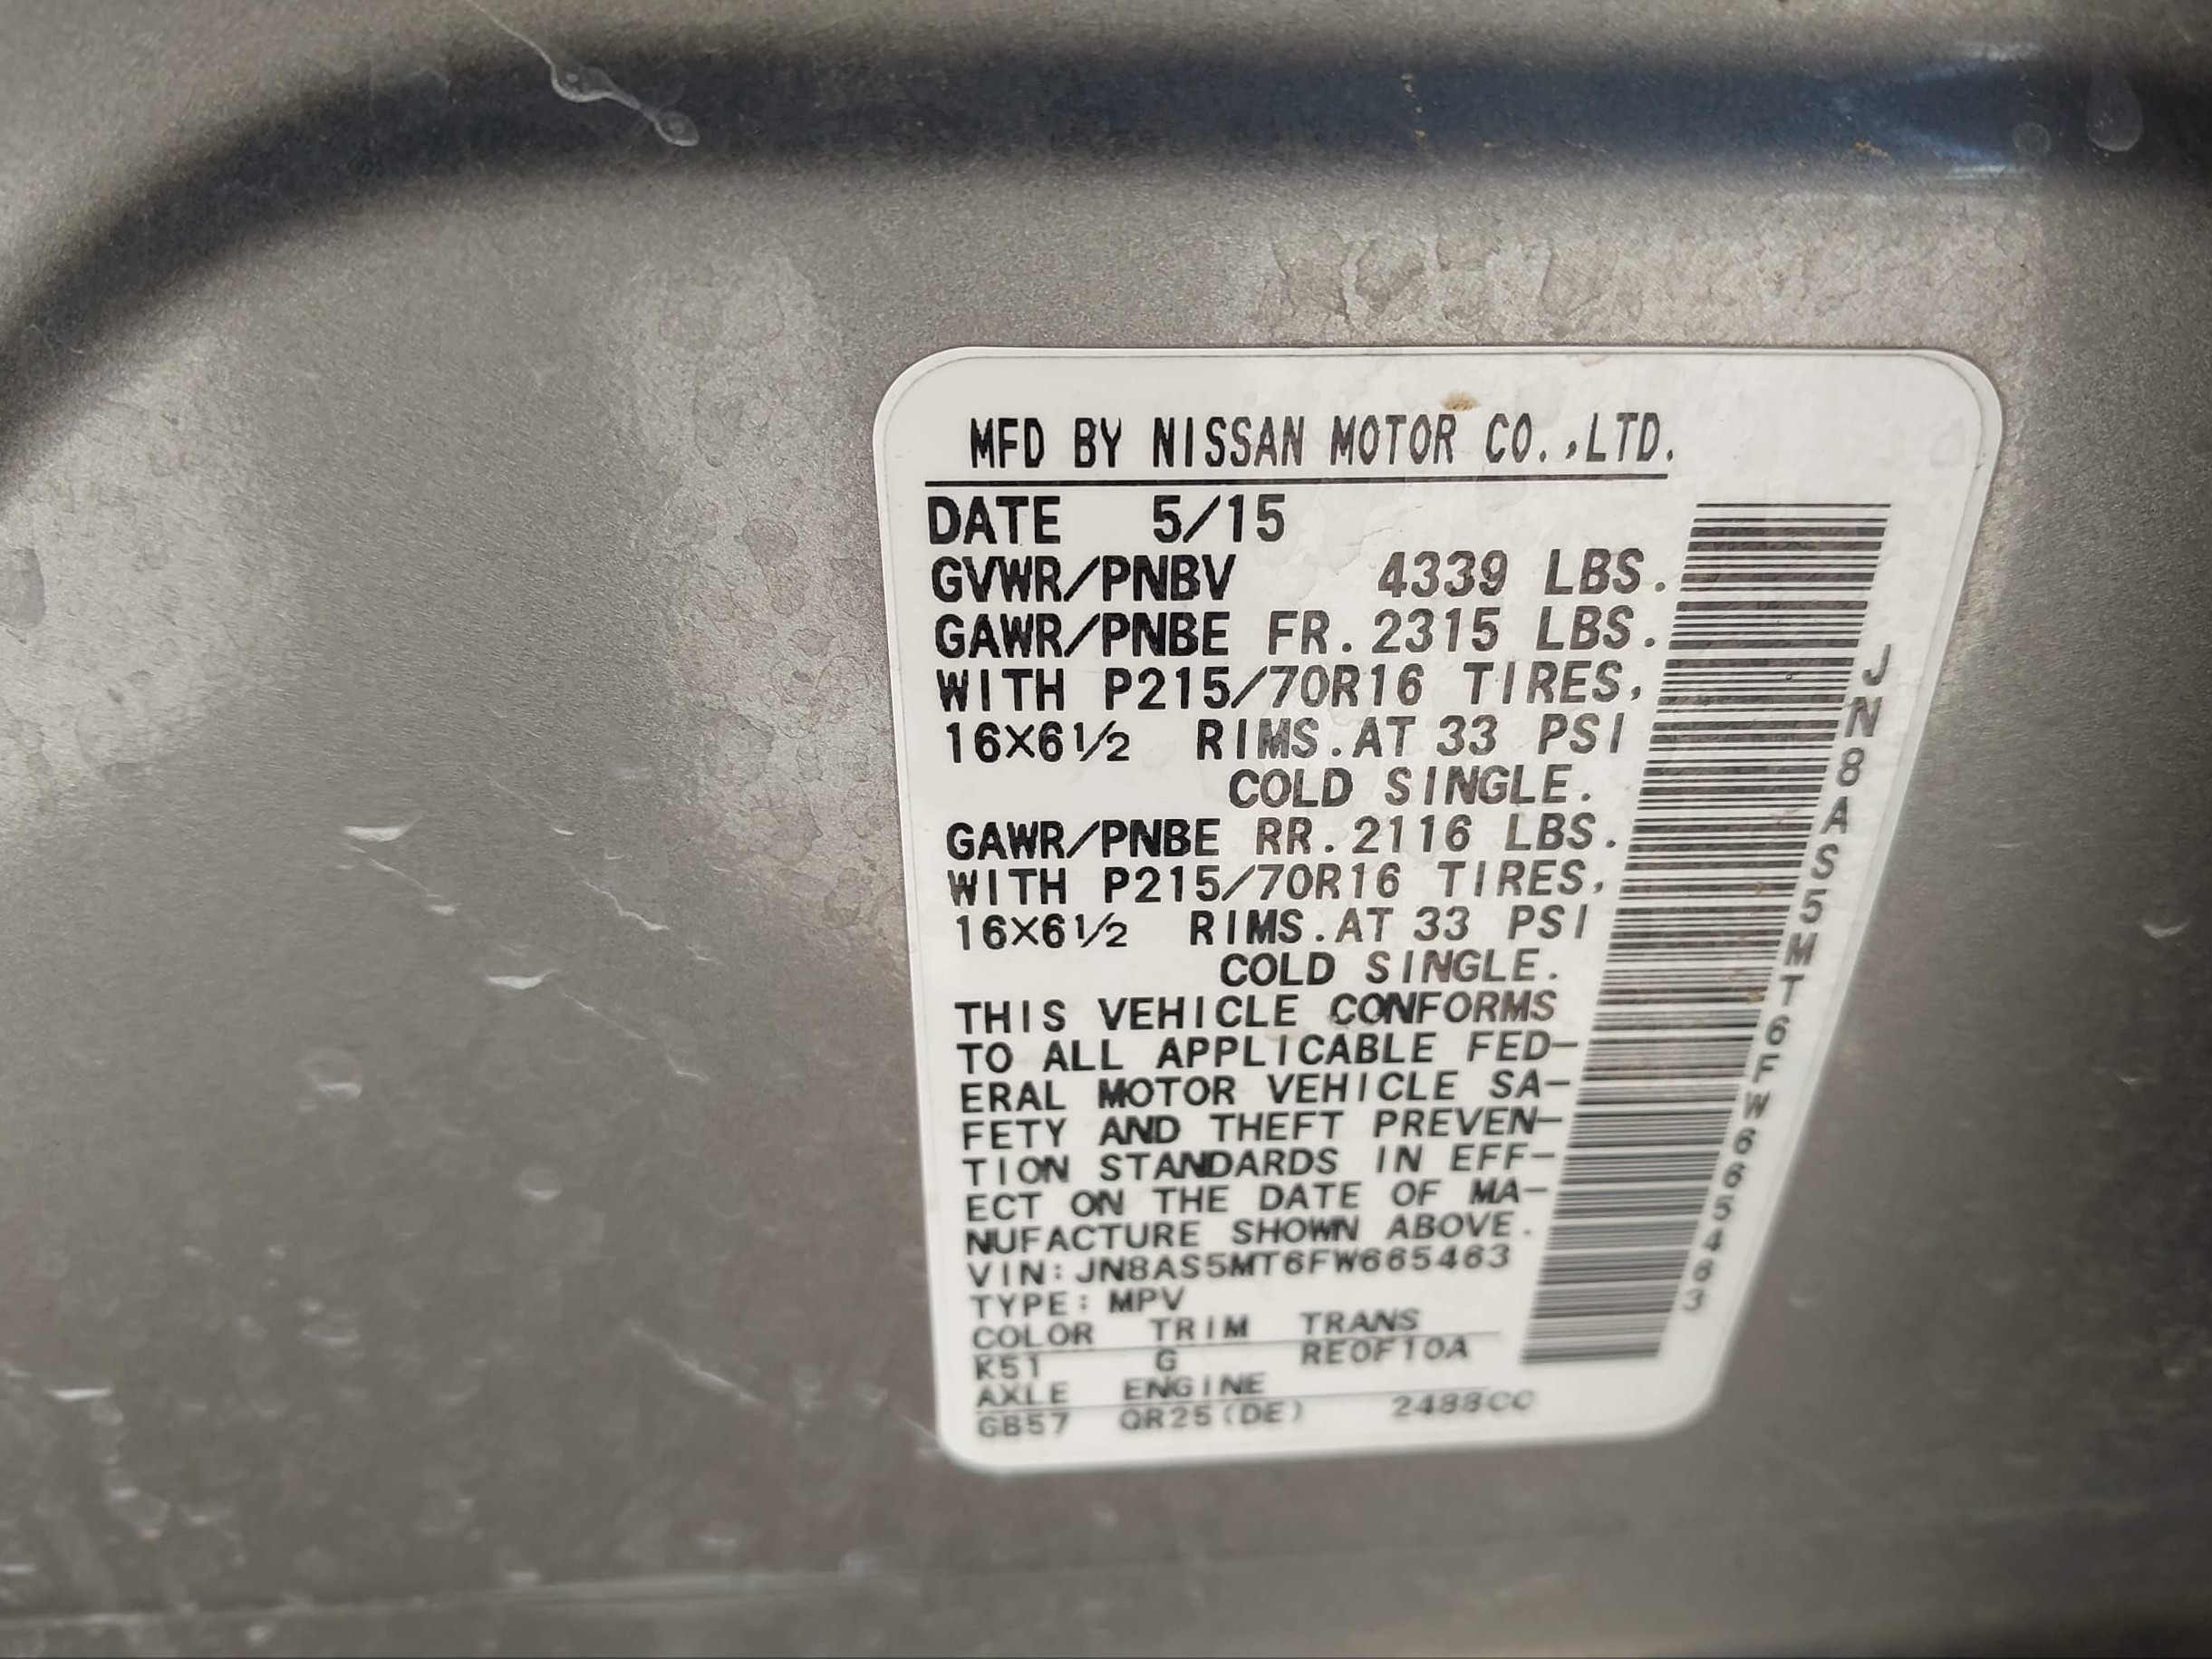 MFD BY NISSAN MOTOR CO.,LTD.
DATE 5/15
GVWR/PNBV 4339 LBS.
GAWR/PNBE FR.2315 LBS.
WITH P215/70R16 TIRES,
16×6½ RIMS.AT 33 PSI
COLD SINGLE.
GAWR/PNBE RR.2116 LBS.
WITH P215/70R16 TIRES,
16×6½ RIMS.AT 33 PSI
COLD SINGLE.
THIS VEHICLE CONFORMS
TO ALL APPLICABLE FED-
ERAL MOTOR VEHICLE SA-
FETY AND THEFT PREVEN-
TION STANDARDS IN EFF-
ECT ON THE DATE OF MA-
NUFACTURE SHOWN ABOVE.
VIN:JN8AS5MT6FW665463
TYPE:MPV
COLOR TRIM TRANS
K51 G RE0F10A
AXLE ENGINE
GB57 QR25(DE) 2488CC
JN8AS5MT6FW665463